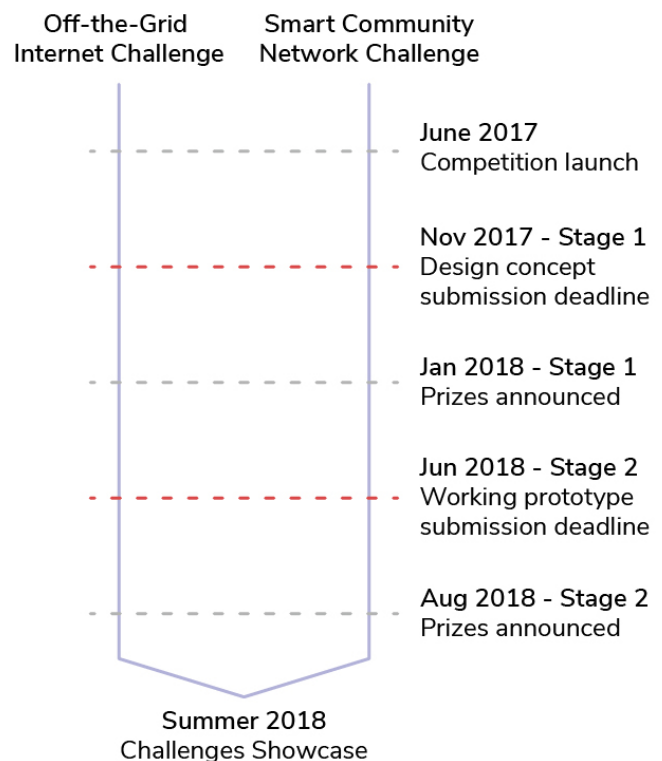 Off-the-Grid
Internet Challenge
Smart Community
Network Challenge
June 2017
Competition launch
Nov 2017 - Stage 1
Design concept
submission deadline
Jan 2018 - Stage 1
Prizes announced
Jun 2018 - Stage 2
Working prototype
submission deadline
Aug 2018 - Stage 2
Prizes announced
Summer 2018
Challenges Showcase